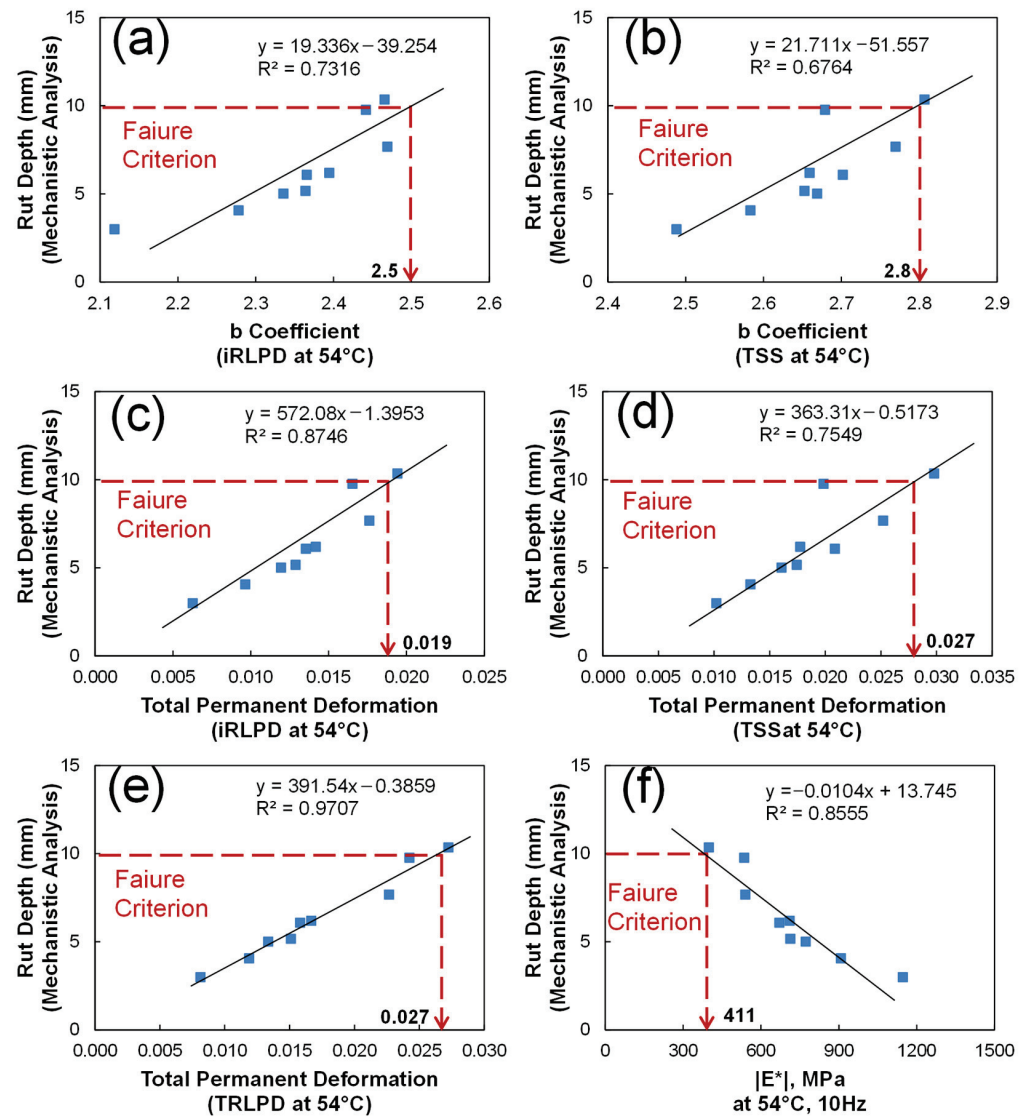 (a)
y = 19.336x−39.254
R² = 0.7316
Faiure
Criterion
2.5
15
10
5
0
2.1
2.2
2.3
2.4
2.5
2.6
Rut Depth (mm)
(Mechanistic Analysis)
b Coefficient
(iRLPD at 54°C)
(b)
y = 21.711x −51.557
R² = 0.6764
Faiure
Criterion
2.8
15
10
5
0
2.4
2.5
2.6
2.7
2.8
2.9
Rut Depth (mm)
(Mechanistic Analysis)
b Coefficient
(TSS at 54°C)
(c)
y = 572.08x−1.3953
R² = 0.8746
Faiure
Criterion
0.019
15
10
5
0
0.000
0.005
0.010
0.015
0.020
0.025
Rut Depth (mm)
(Mechanistic Analysis)
Total Permanent Deformation
(iRLPD at 54°C)
(d)
y = 363.31x−0.5173
R² = 0.7549
Faiure
Criterion
0.027
15
10
5
0
0.000
0.005
0.010
0.015
0.020
0.025
0.030
0.035
Rut Depth (mm)
(Mechanistic Analysis)
Total Permanent Deformation
(TSSat 54°C)
(e)
y = 391.54x−0.3859
R² = 0.9707
Faiure
Criterion
0.027
15
10
5
0
0.000
0.005
0.010
0.015
0.020
0.025
0.030
Rut Depth (mm)
(Mechanistic Analysis)
Total Permanent Deformation
(TRLPD at 54°C)
(f)
y =−0.0104x + 13.745
R² = 0.8555
Faiure
Criterion
411
15
10
5
0
0
300
600
900
1200
1500
Rut Depth (mm)
(Mechanistic Analysis)
|E*|, MPa
at 54°C, 10Hz